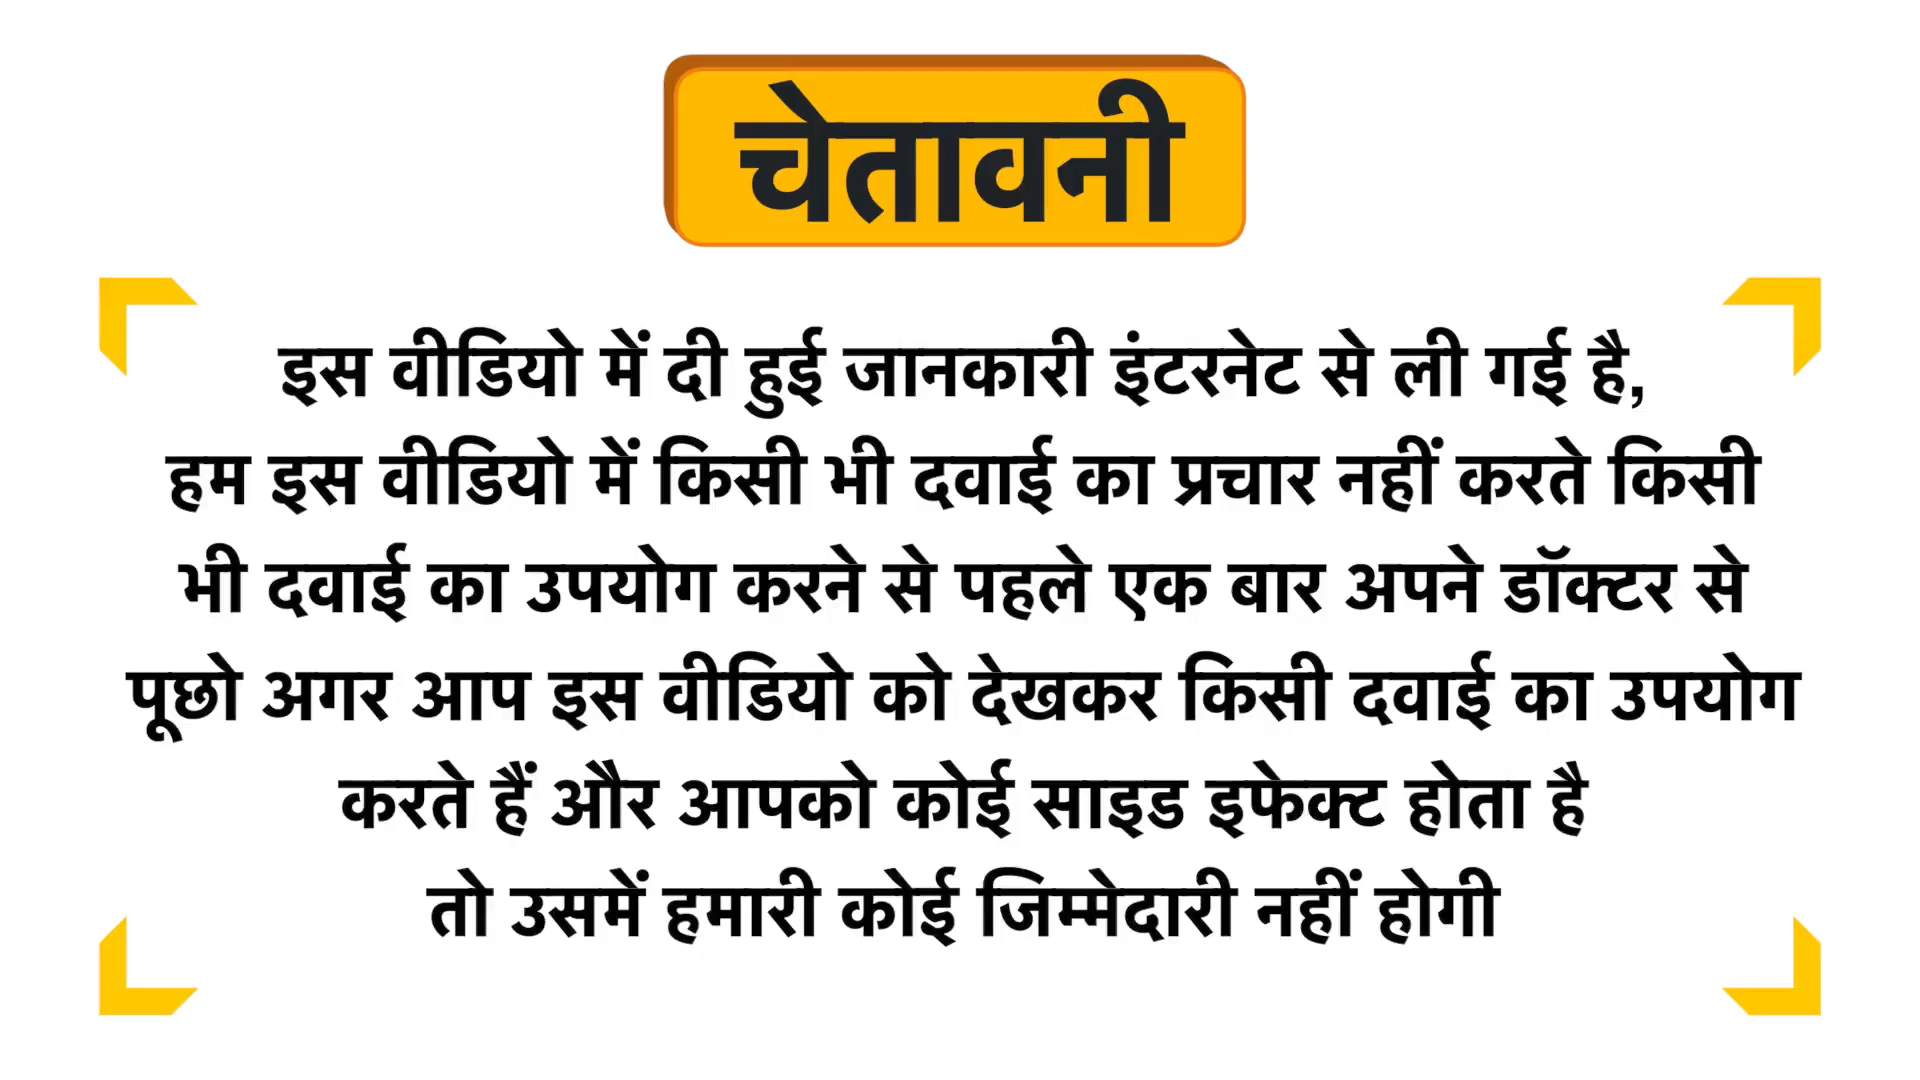 चेतावनी
इस वीडियो में दी हुई जानकारी इंटरनेट से ली गई है,
हम इस वीडियो में किसी भी दवाई का प्रचार नहीं करते किसी
भी दवाई का उपयोग करने से पहले एक बार अपने डॉक्टर से
पूछो अगर आप इस वीडियो को देखकर किसी दवाई का उपयोग
करते हैं और आपको कोई साइड इफेक्ट होता है
तो उसमें हमारी कोई जिम्मेदारी नहीं होगी